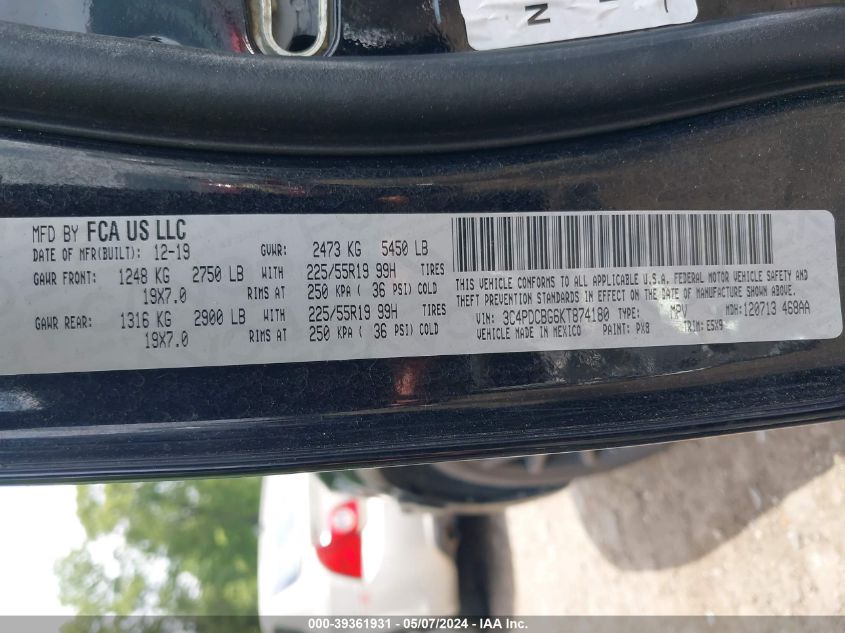 MFD BY FCA US LLC
DATE OF MFR(BUILT): 12-19 GVWR: 2473 KG 5450 LB
GAWR FRONT: 1248 KG 2750 LB WITH 225/55R19 99H TIRES
19X7.0 RIMS AT 250 KPA ( 36 PSI) COLD
GAWR REAR: 1316 KG 2900 LB WITH 225/55R19 99H TIRES
19X7.0 RIMS AT 250 KPA ( 36 PSI) COLD
THIS VEHICLE CONFORMS TO ALL APPLICABLE U.S.A. FEDERAL MOTOR VEHICLE SAFETY AND
THEFT PREVENTION STANDARDS IN EFFECT ON THE DATE OF MANUFACTURE SHOWN ABOVE.
VIN: 3C4PDCBG6KT874180 TYPE: MPV MDH: 120713 468AA
VEHICLE MADE IN MEXICO PAINT: PX8 TRIM: E5X9
000-39361931 - 05/07/2024 - IAA Inc.